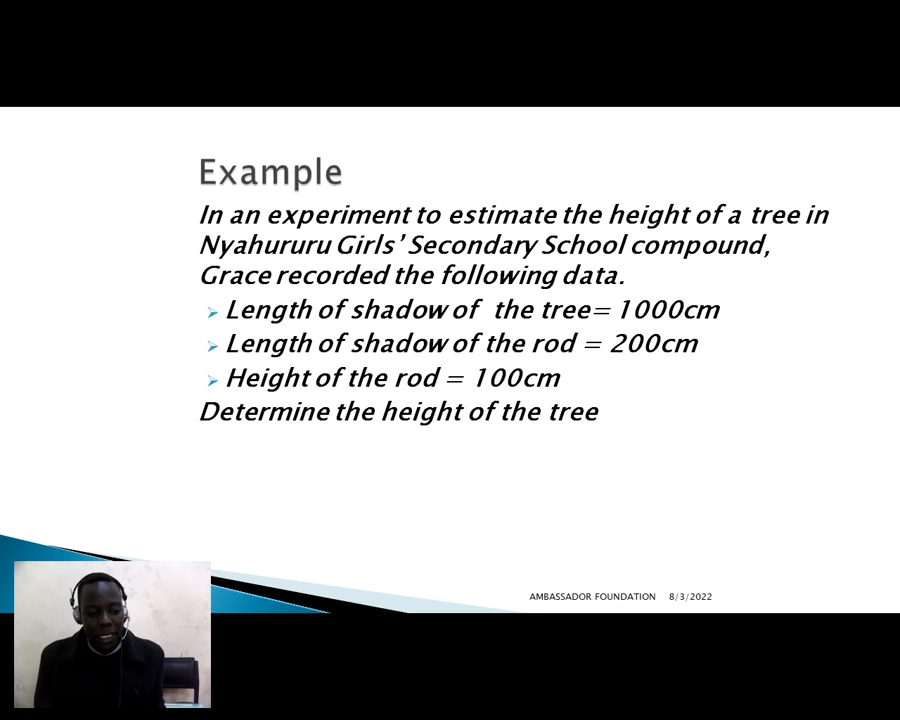 Example
In an experiment to estimate the height of a tree in
Nyahururu Girls’ Secondary School compound,
Grace recorded the following data.
Length of shadow of the tree= 1000cm
Length of shadow of the rod = 200cm
Height of the rod = 100cm
Determine the height of the tree
AMBASSADOR FOUNDATION 8/3/2022